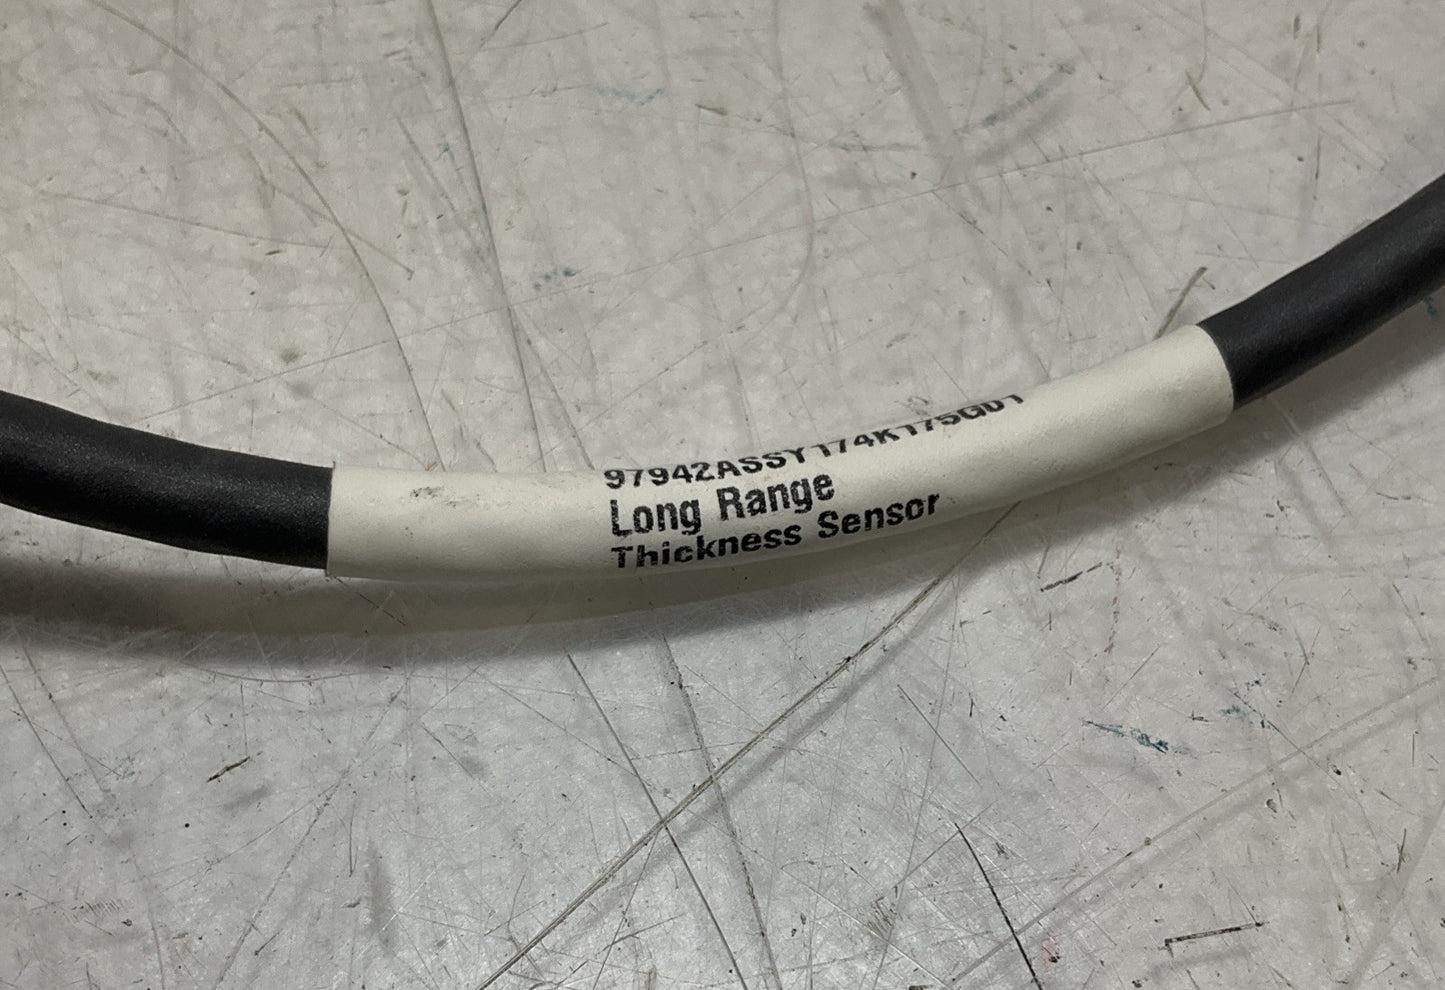 97942ASSY174K175G01
Long Range
Thickness Sensor